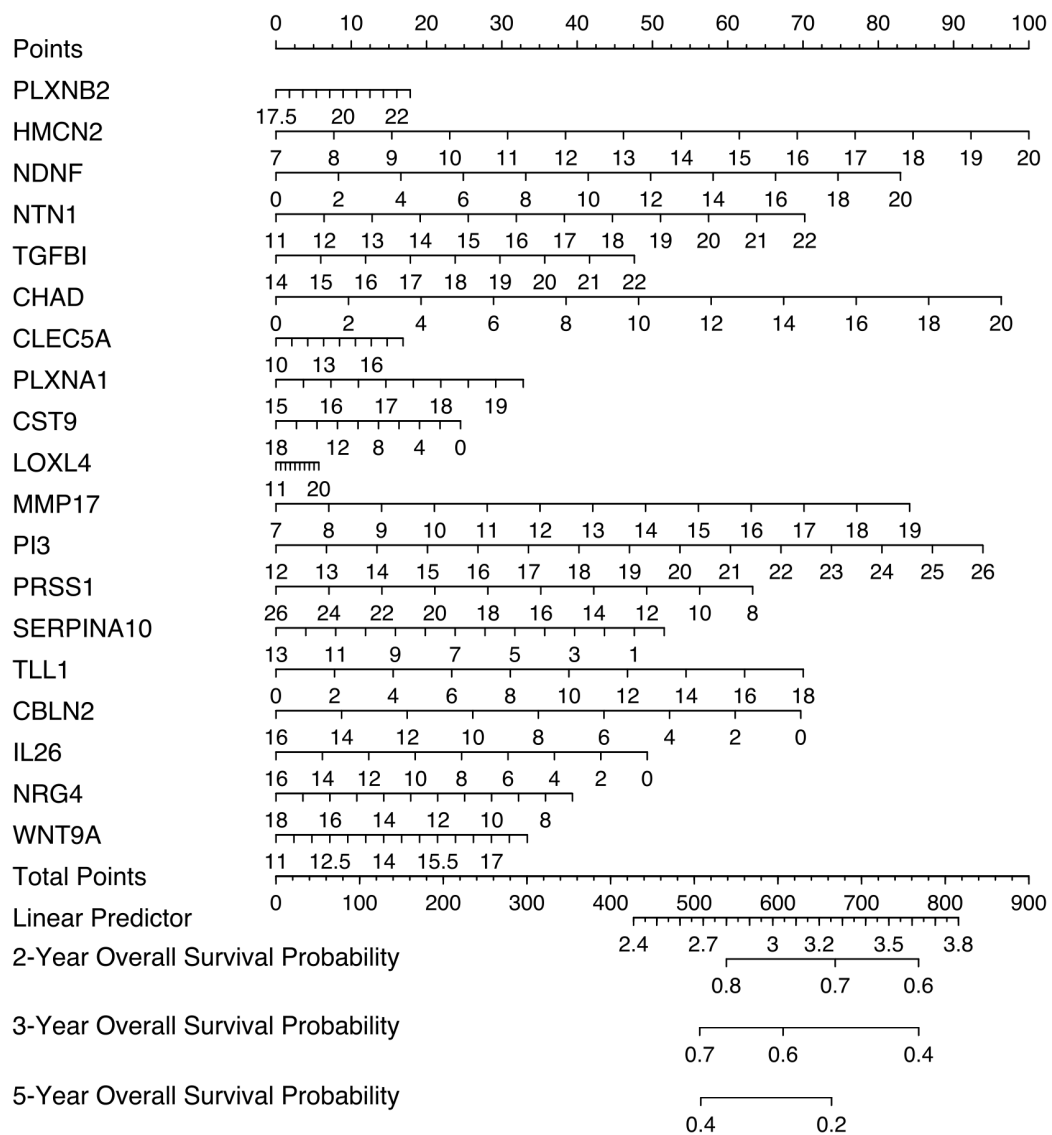 0 10 20 30 40 50 60 70 80 90 100
Points
PLXNB2
17.5 20 22
HMCN2
7 8 9 10 11 12 13 14 15 16 17 18 19 20
NDNF
0 2 4 6 8 10 12 14 16 18 20
NTN1
11 12 13 14 15 16 17 18 19 20 21 22
TGFBI
14 15 16 17 18 19 20 21 22
CHAD
0 2 4 6 8 10 12 14 16 18 20
CLEC5A
10 13 16
PLXNA1
15 16 17 18 19
CST9
18 12 8 4 0
LOXL4
11 20
MMP17
7 8 9 10 11 12 13 14 15 16 17 18 19
PI3
12 13 14 15 16 17 18 19 20 21 22 23 24 25 26
PRSS1
26 24 22 20 18 16 14 12 10 8
SERPINA10
13 11 9 7 5 3 1
TLL1
0 2 4 6 8 10 12 14 16 18
CBLN2
16 14 12 10 8 6 4 2 0
IL26
16 14 12 10 8 6 4 2 0
NRG4
18 16 14 12 10 8
WNT9A
11 12.5 14 15.5 17
Total Points
0 100 200 300 400 500 600 700 800 900
Linear Predictor
2.4 2.7 3 3.2 3.5 3.8
2-Year Overall Survival Probability
0.8 0.7 0.6
3-Year Overall Survival Probability
0.7 0.6 0.4
5-Year Overall Survival Probability
0.4 0.2